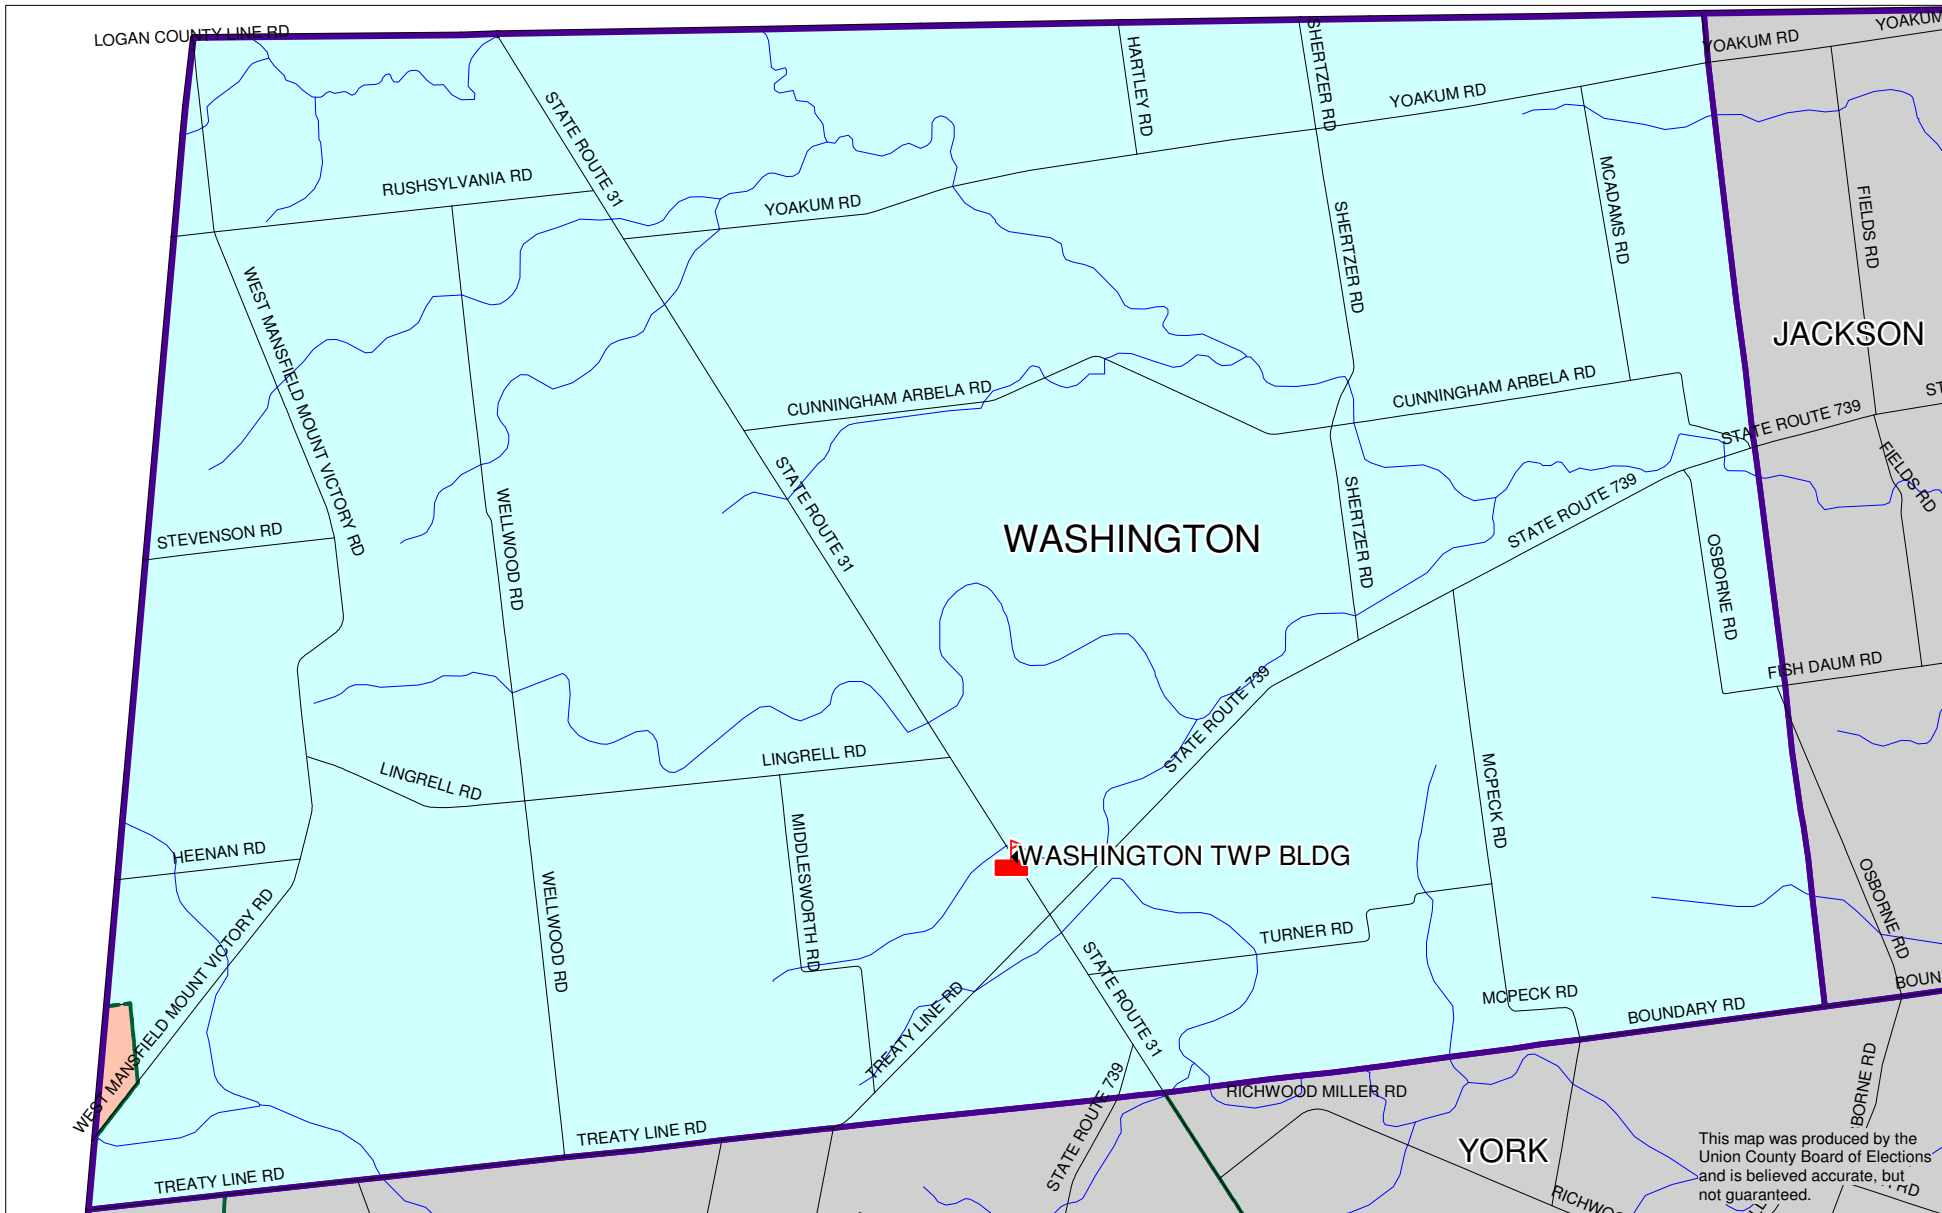 LOGAN COUNTY LINE RD
YOAKUM
YOAKUM RD
HARTLEY RD
SHERTZER RD
YOAKUM RD
STATE ROUTE 31
RUSHSYLVANIA RD
YOAKUM RD
MCADAMS RD
FIELDS RD
SHERTZER RD
WEST MANSFIELD MOUNT VICTORY RD
JACKSON
CUNNINGHAM ARBELA RD
CUNNINGHAM ARBELA RD
ST
STATE ROUTE 739
FIELDS RD
STATE ROUTE 31
STATE ROUTE 739
SHERTZER RD
WELLWOOD RD
STEVENSON RD
WASHINGTON
OSBORNE RD
FISH DAUM RD
STATE ROUTE 739
LINGRELL RD
LINGRELL RD
MCPECK RD
MIDDLESWORTH RD
HEENAN RD
WASHINGTON TWP BLDG
WELLWOOD RD
OSBORNE RD
WEST MANSFIELD MOUNT VICTORY RD
TURNER RD
STATE ROUTE 31
TREATY LINE RD
MCPECK RD
BOUNDARY RD
BOUN
STATE ROUTE 739
RICHWOOD MILLER RD
BORNE RD
TREATY LINE RD
TREATY LINE RD
YORK
RICHWOO
RD
This map was produced by the
Union County Board of Elections
and is believed accurate, but
not guaranteed.